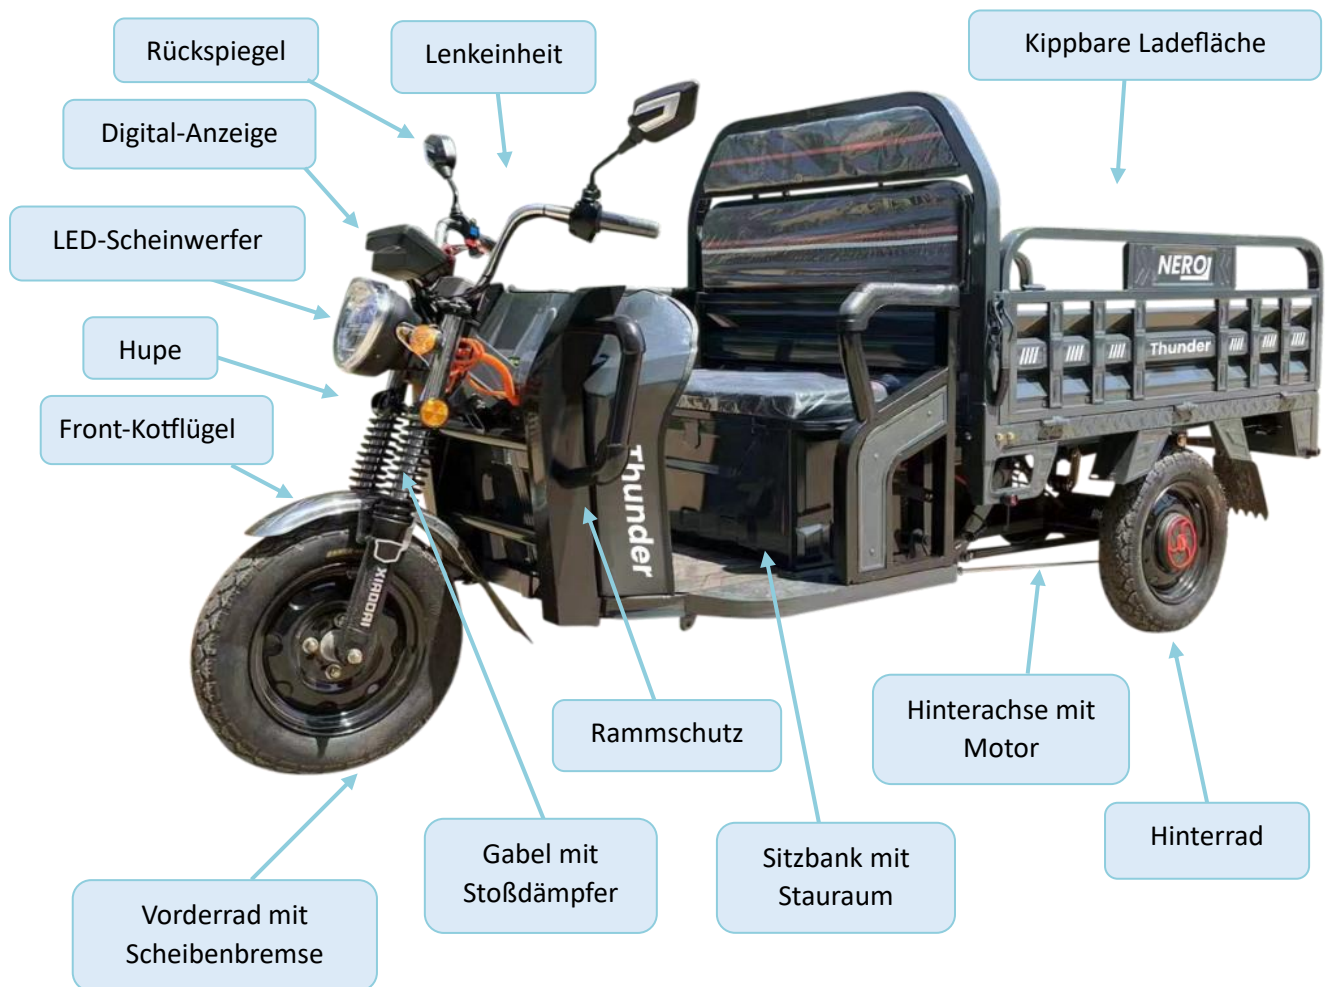 Rückspiegel
Lenkeinheit
Kippbare Ladefläche
Digital-Anzeige
LED-Scheinwerfer
NERO
Hupe
Thunder
Front-Kotflügel
Thunder
XIAODAI
Rammschutz
Hinterachse mit
Motor
Hinterrad
Gabel mit
Stoßdämpfer
Sitzbank mit
Stauraum
Vorderrad mit
Scheibenbremse